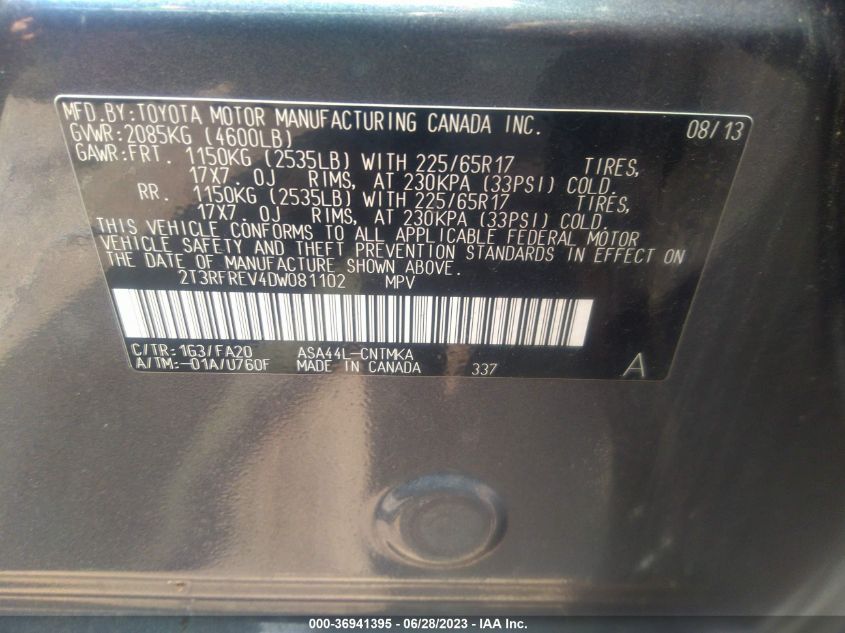 MFD.BY:TOYOTA MOTOR MANUFACTURING CANADA INC. 08/13
GVWR:2085KG (4600LB)
GAWR:FRT. 1150KG (2535LB) WITH 225/65R17 TIRES,
17X7.0J RIMS, AT 230KPA (33PSI) COLD.
RR. 1150KG (2535LB) WITH 225/65R17 TIRES,
17X7.0J RIMS, AT 230KPA (33PSI) COLD.
THIS VEHICLE CONFORMS TO ALL APPLICABLE FEDERAL MOTOR
VEHICLE SAFETY AND THEFT PREVENTION STANDARDS IN EFFECT ON
THE DATE OF MANUFACTURE SHOWN ABOVE.
2T3RFREV4DW081102 MPV
C/TR:163/FA20 ASA44L-CNTMKA
A/TM:-01A/U760F MADE IN CANADA 337 A
000-36941395 - 06/28/2023 - IAA Inc.